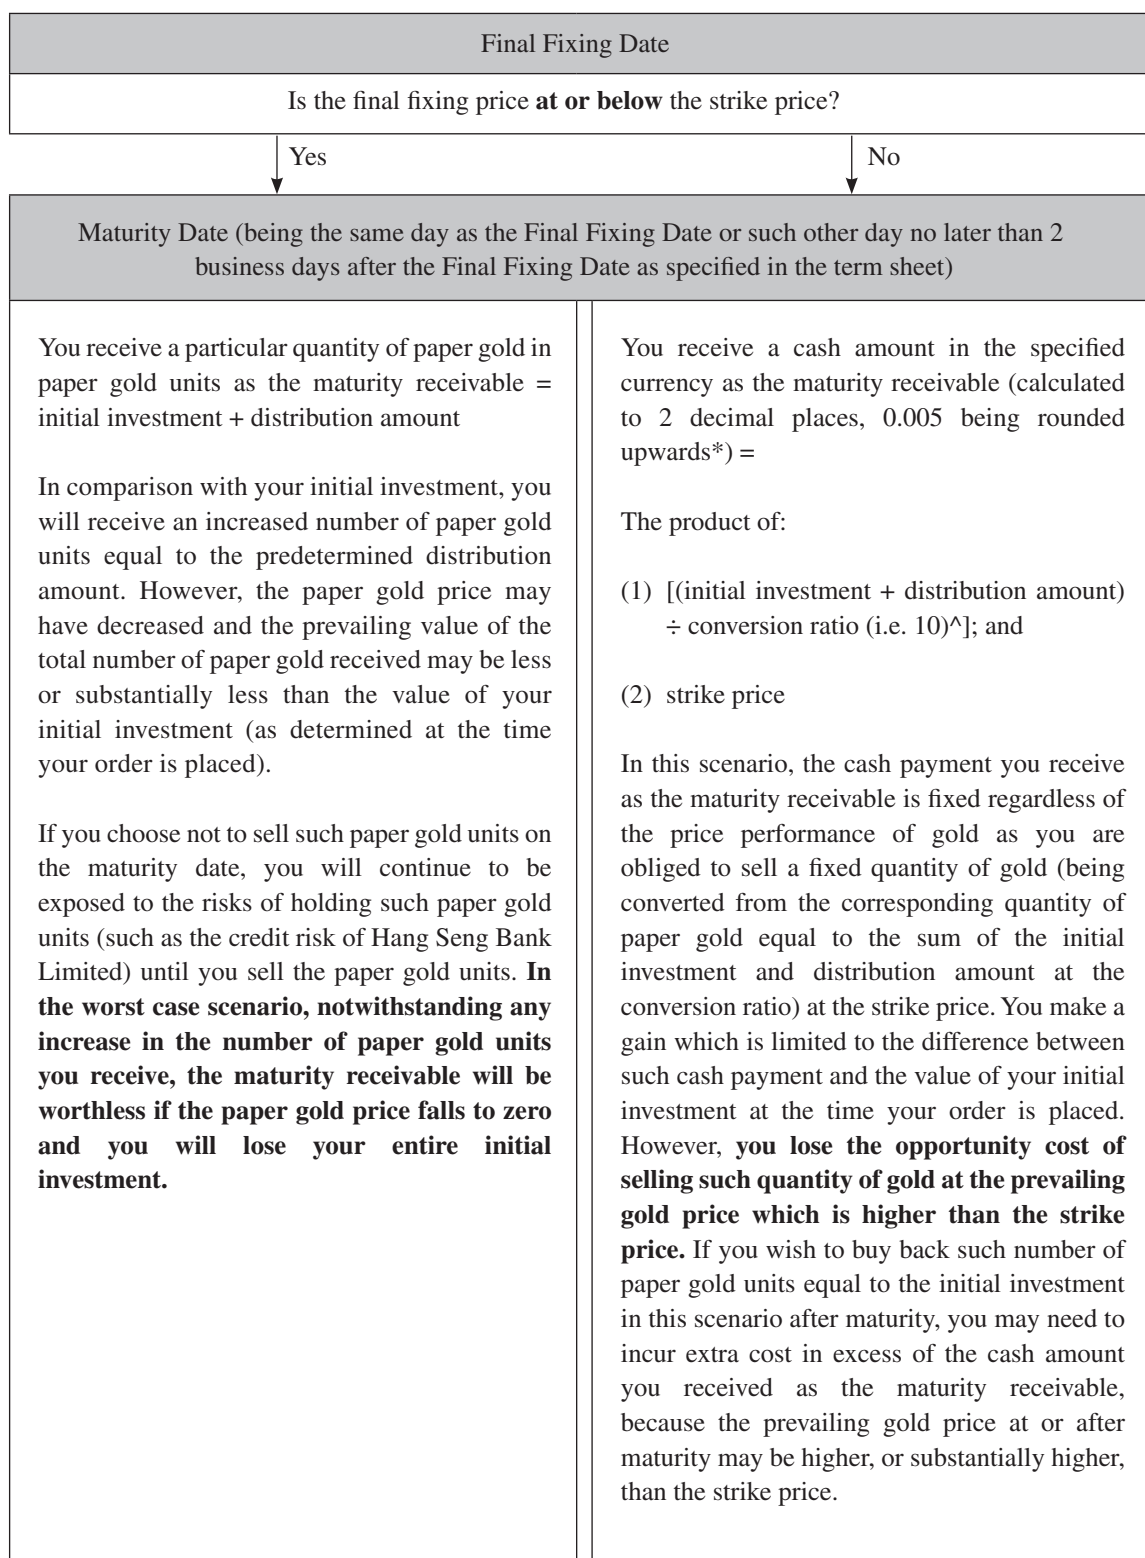 Final Fixing Date
Is the final fixing price at or below the strike price?
Yes
No
Maturity Date (being the same day as the Final Fixing Date or such other day no later than 2
business days after the Final Fixing Date as specified in the term sheet)
You receive a particular quantity of paper gold in
paper gold units as the maturity receivable =
initial investment + distribution amount
In comparison with your initial investment, you
will receive an increased number of paper gold
units equal to the predetermined distribution
amount. However, the paper gold price may
have decreased and the prevailing value of the
total number of paper gold received may be less
or substantially less than the value of your
initial investment (as determined at the time
your order is placed).
If you choose not to sell such paper gold units on
the maturity date, you will continue to be
exposed to the risks of holding such paper gold
units (such as the credit risk of Hang Seng Bank
Limited) until you sell the paper gold units. In
the worst case scenario, notwithstanding any
increase in the number of paper gold units
you receive, the maturity receivable will be
worthless if the paper gold price falls to zero
and you will lose your entire initial
investment.
You receive a cash amount in the specified
currency as the maturity receivable (calculated
to 2 decimal places, 0.005 being rounded
upwards*) =
The product of:
(1) [(initial investment + distribution amount)
÷ conversion ratio (i.e. 10)^]; and
(2) strike price
In this scenario, the cash payment you receive
as the maturity receivable is fixed regardless of
the price performance of gold as you are
obliged to sell a fixed quantity of gold (being
converted from the corresponding quantity of
paper gold equal to the sum of the initial
investment and distribution amount at the
conversion ratio) at the strike price. You make a
gain which is limited to the difference between
such cash payment and the value of your initial
investment at the time your order is placed.
However, you lose the opportunity cost of
selling such quantity of gold at the prevailing
gold price which is higher than the strike
price. If you wish to buy back such number of
paper gold units equal to the initial investment
in this scenario after maturity, you may need to
incur extra cost in excess of the cash amount
you received as the maturity receivable,
because the prevailing gold price at or after
maturity may be higher, or substantially higher,
than the strike price.